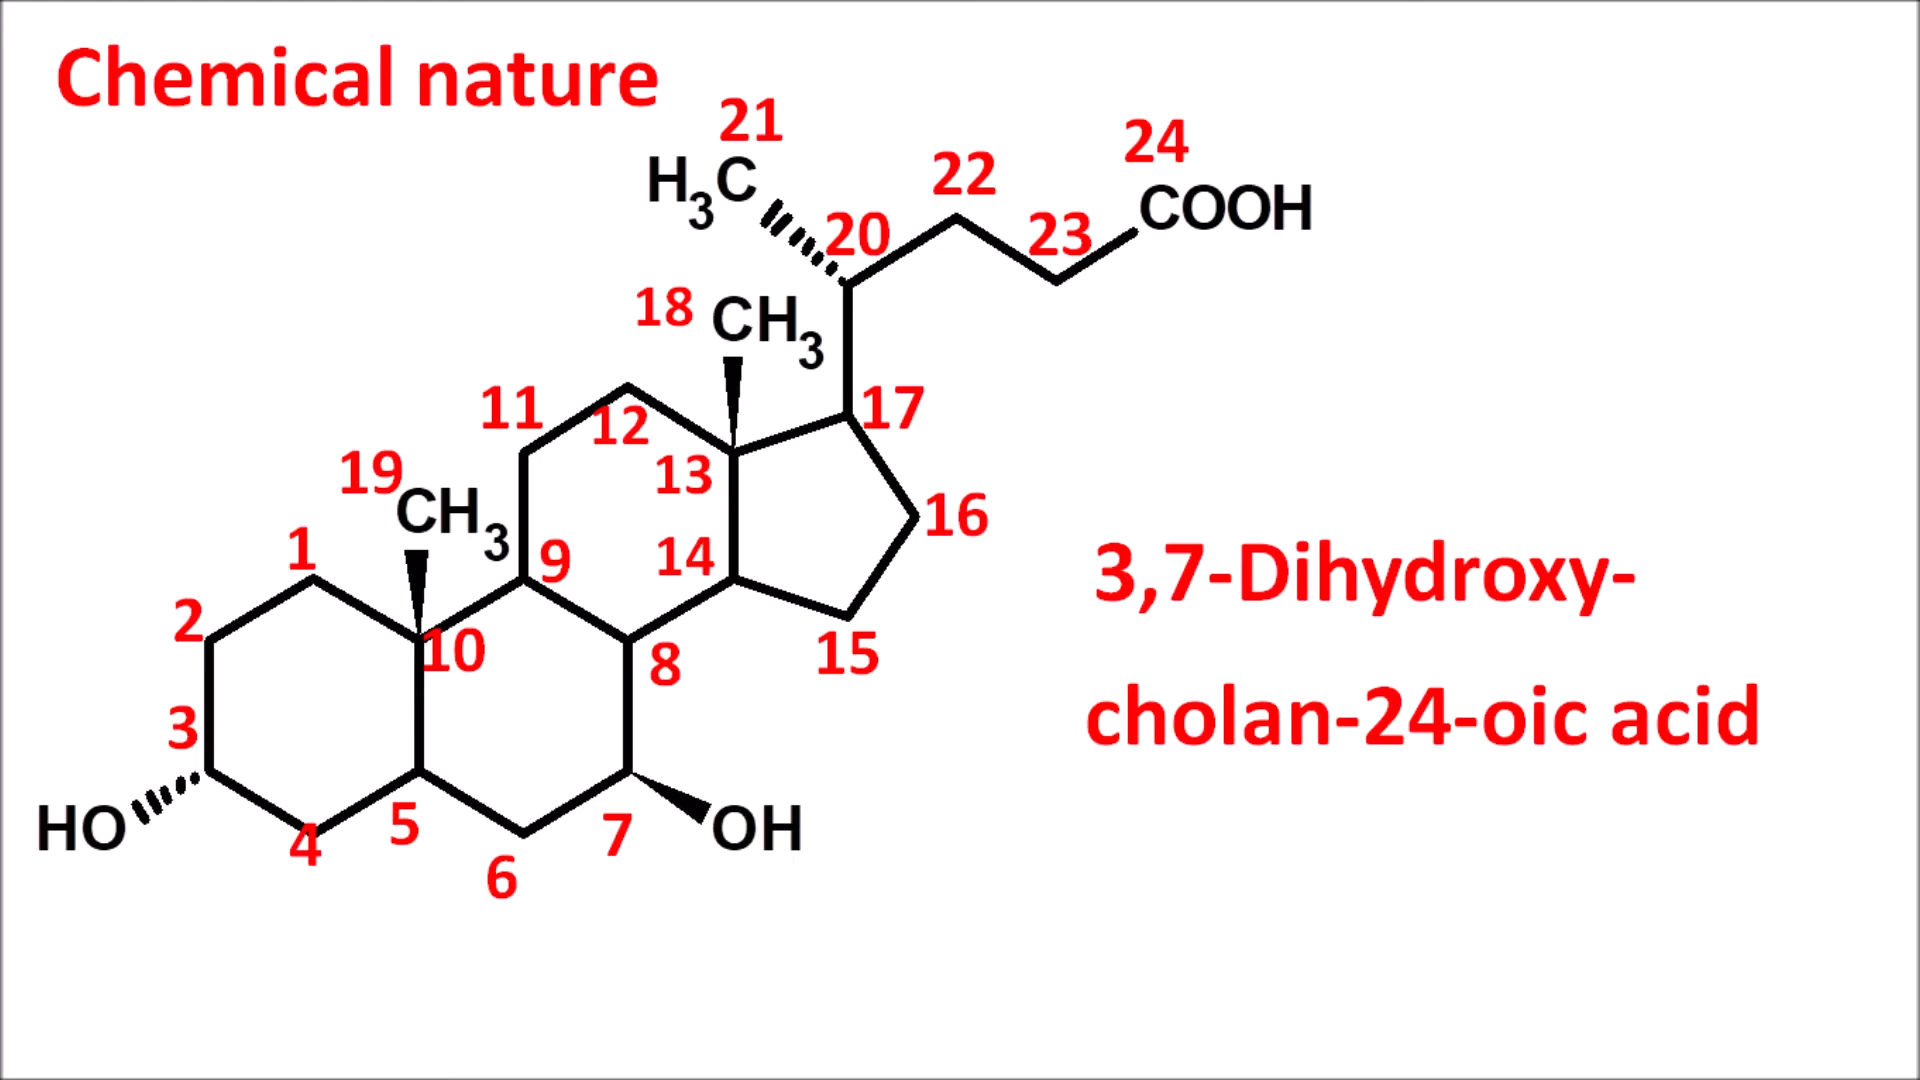 Chemical nature
21
24
H3C
22
COOH
20
23
18
CH3
11
12
17
19
13
CH3
16
1
9
14
2
10
8
15
3
HO
4
5
6
7
OH
3,7-Dihydroxy-
cholan-24-oic acid